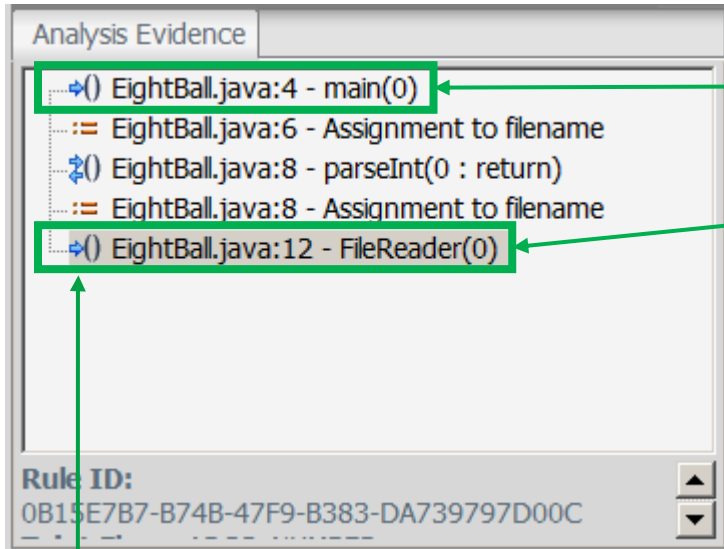 Analysis Evidence
EightBall.java:4 - main(0)
EightBall.java:6 - Assignment to filename
EightBall.java:8 - parseInt(0 : return)
EightBall.java:8 - Assignment to filename
EightBall.java:12 - FileReader(0)
Rule ID:
0B15E7B7-B74B-47F9-B383-DA739797D00C